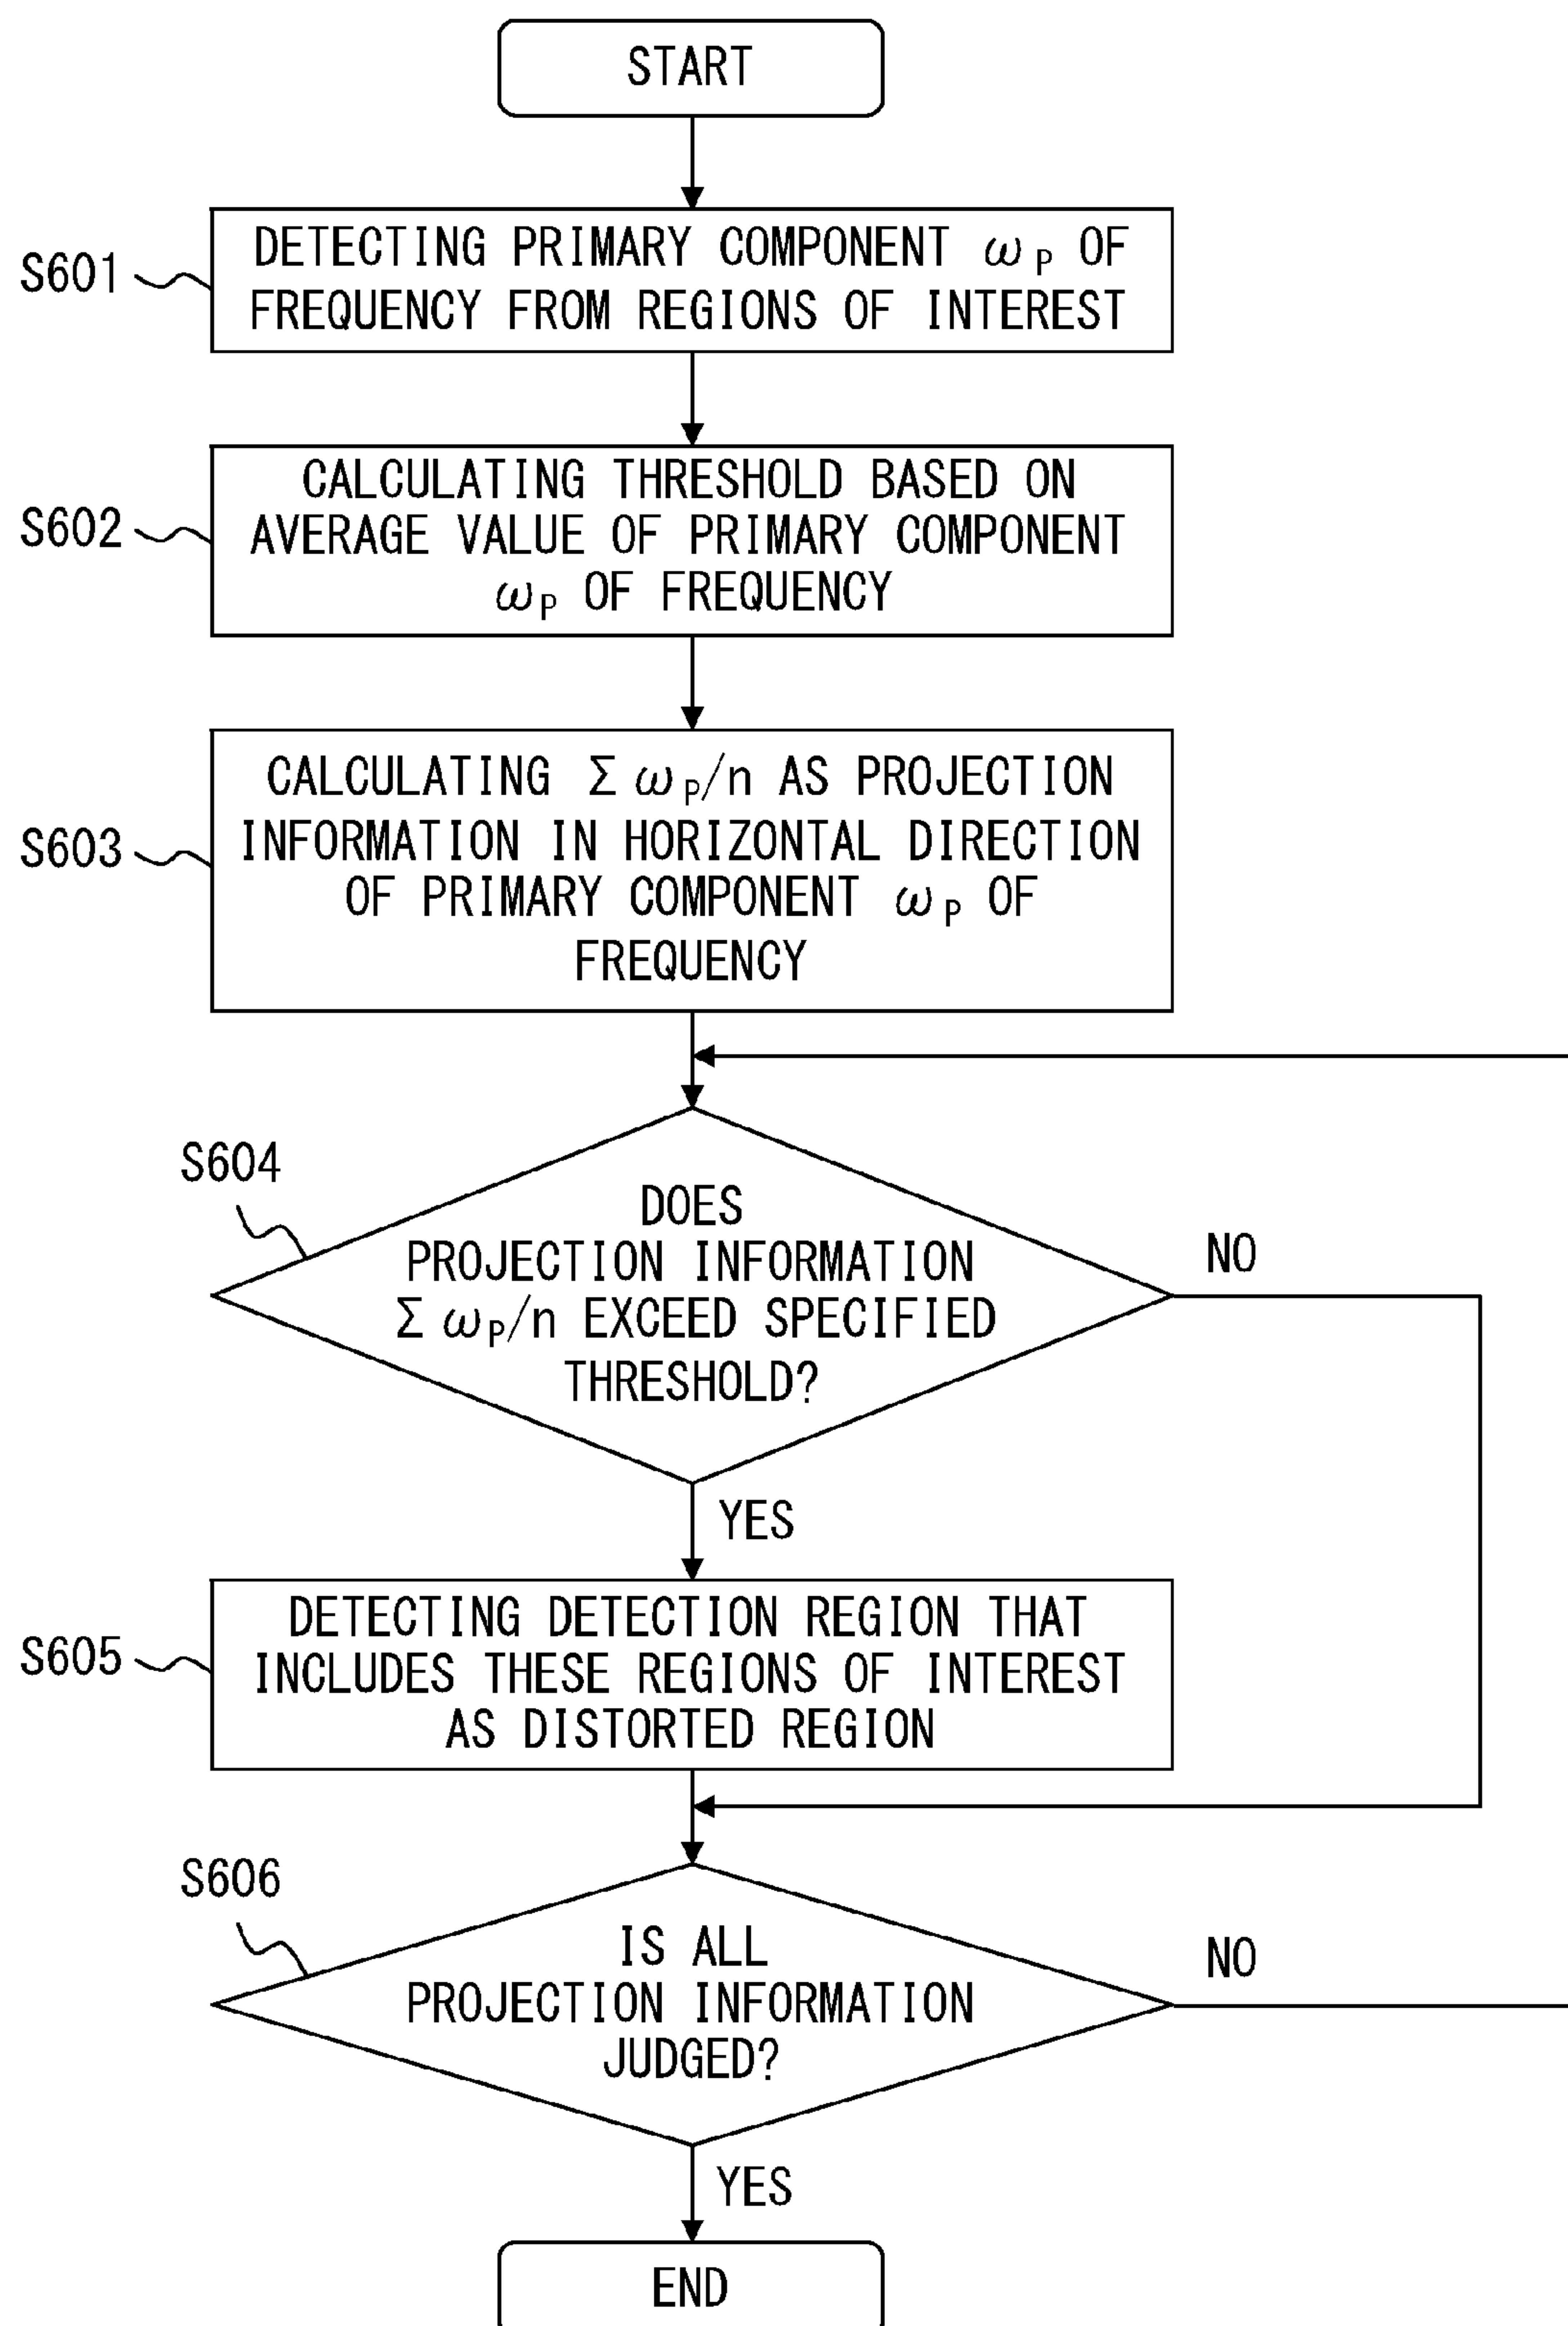 START
S601
DETECTING PRIMARY COMPONENT ωP OF
FREQUENCY FROM REGIONS OF INTEREST
S602
CALCULATING THRESHOLD BASED ON
AVERAGE VALUE OF PRIMARY COMPONENT
ωP OF FREQUENCY
S603
CALCULATING Σ ωP/n AS PROJECTION
INFORMATION IN HORIZONTAL DIRECTION
OF PRIMARY COMPONENT ωP OF
FREQUENCY
S604
DOES
PROJECTION INFORMATION
Σ ωP/n EXCEED SPECIFIED
THRESHOLD?
NO
YES
S605
DETECTING DETECTION REGION THAT
INCLUDES THESE REGIONS OF INTEREST
AS DISTORTED REGION
S606
IS ALL
PROJECTION INFORMATION
JUDGED?
NO
YES
END